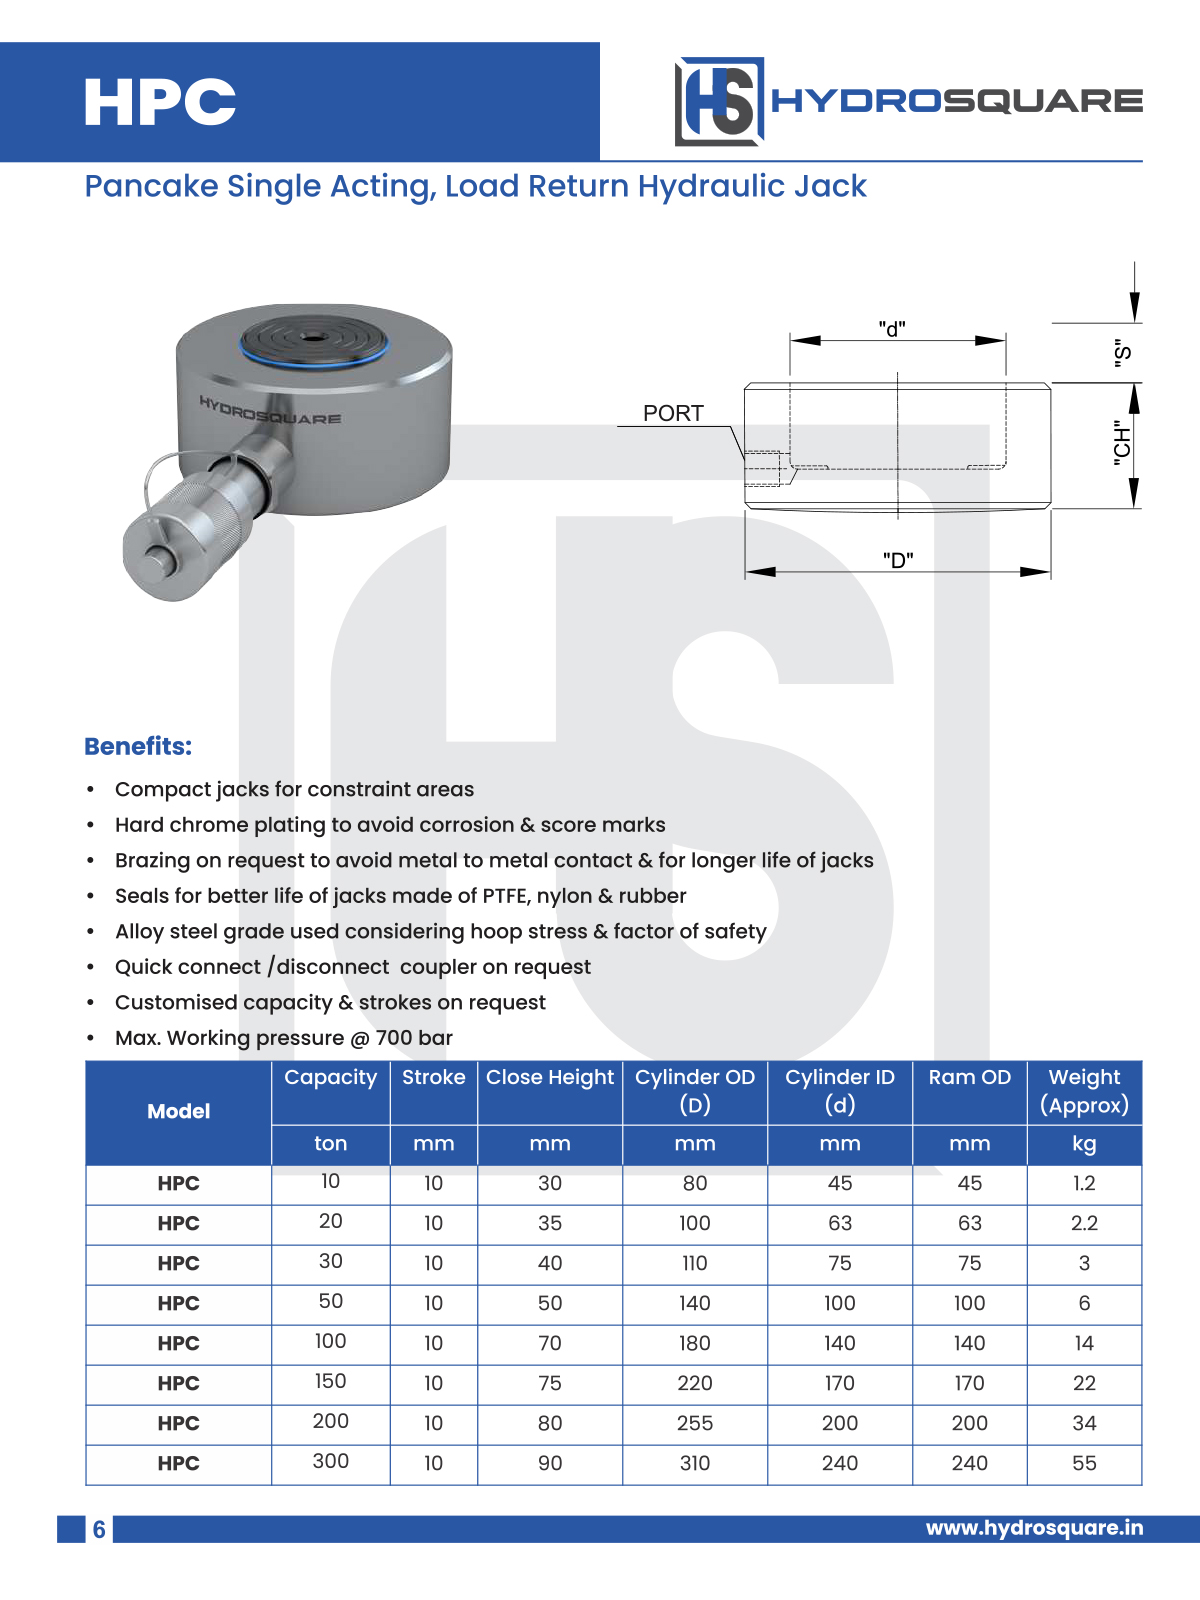 HPC
HS HYDROSQUARE
Pancake Single Acting, Load Return Hydraulic Jack
HYDROSQUARE
"d"
"S"
PORT
"CH"
"D"
Benefits:
• Compact jacks for constraint areas
• Hard chrome plating to avoid corrosion & score marks
• Brazing on request to avoid metal to metal contact & for longer life of jacks
• Seals for better life of jacks made of PTFE, nylon & rubber
• Alloy steel grade used considering hoop stress & factor of safety
• Quick connect /disconnect  coupler on request
• Customised capacity & strokes on request
• Max. Working pressure @ 700 bar
Model Capacity Stroke Close Height Cylinder OD (D) Cylinder ID (d) Ram OD Weight (Approx)
ton mm mm mm mm mm kg
HPC 10 10 30 80 45 45 1.2
HPC 20 10 35 100 63 63 2.2
HPC 30 10 40 110 75 75 3
HPC 50 10 50 140 100 100 6
HPC 100 10 70 180 140 140 14
HPC 150 10 75 220 170 170 22
HPC 200 10 80 255 200 200 34
HPC 300 10 90 310 240 240 55
6
www.hydrosquare.in